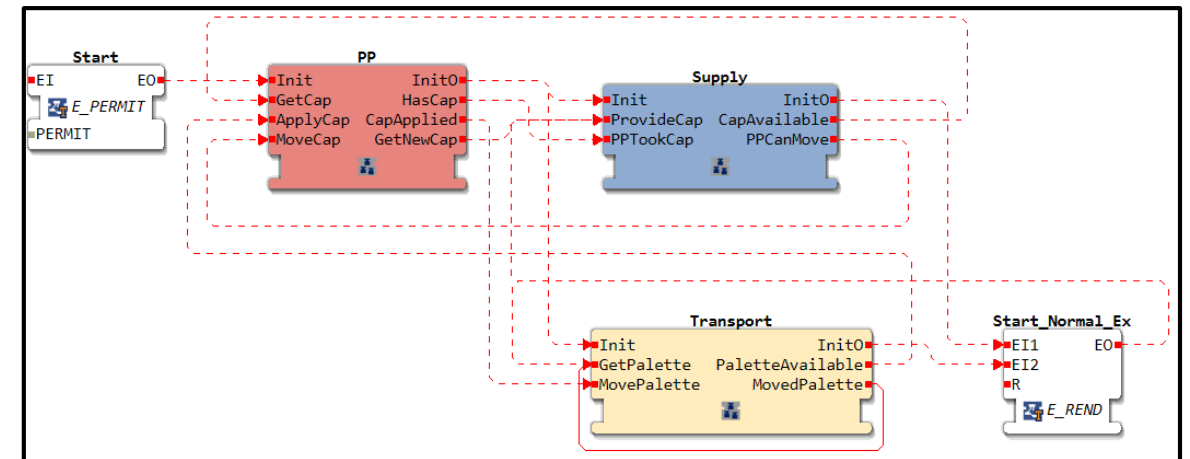 Start
EI EO
E_PERMIT
PERMIT
PP
Init InitO
GetCap HasCap
ApplyCap CapApplied
MoveCap GetNewCap
Supply
Init InitO
ProvideCap CapAvailable
PPTookCap PPCanMove
Transport
Init InitO
GetPalette PaletteAvailable
MovePalette MovedPalette
Start_Normal_Ex
EI1 EO
EI2
R
E_REND